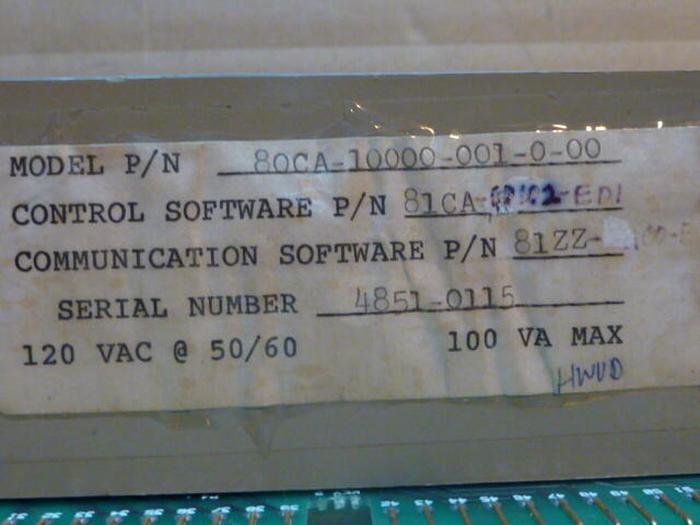 MODEL P/N 80CA-10000-001-0-00
CONTROL SOFTWARE P/N 81CA-
COMMUNICATION SOFTWARE P/N 81ZZ-
SERIAL NUMBER 4851-0115
120 VAC @ 50/60 100 VA MAX
HWVD